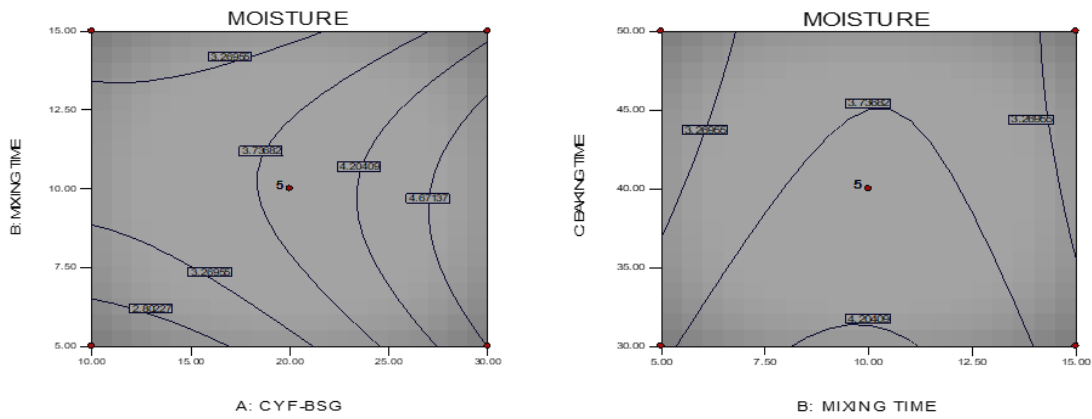 MOISTURE
15.00
12.50
10.00
7.50
5.00
B: MIXING TIME
3.26955
3.73682
4.20409
4.67137
5
3.26955
2.80227
10.00 15.00 20.00 25.00 30.00
A: CYF-BSG
MOISTURE
50.00
45.00
40.00
35.00
30.00
C BAKING TIME
3.73682
3.26955
3.26955
5
4.20409
5.00 7.50 10.00 12.50 15.00
B: MIXING TIME